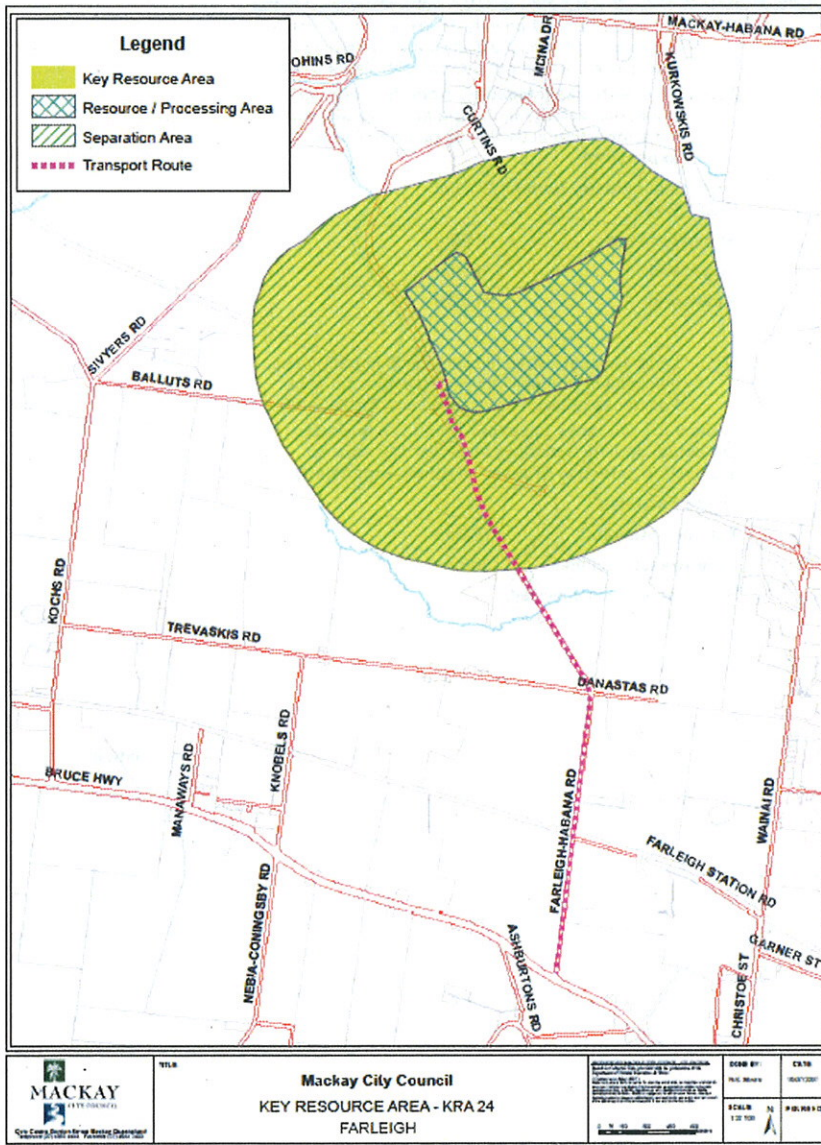 Legend
Key Resource Area
Resource / Processing Area
Separation Area
Transport Route
OHINS RD
MCINA DR
MACKAY-HABANA RD
KURKOWSKIS RD
CURTINS RD
SIVYERS RD
BALLUTS RD
KOCHS RD
TREVASKIS RD
DANASTAS RD
KNOBELS RD
MANAWAYS RD
BRUCE HWY
FARLEIGH-HABANA RD
WAINAI RD
FARLEIGH STATION RD
GARNER ST
NEBIA-CONINGSBY RD
ASHBURTONS RD
CHRISTOE ST
MACKAY
CITY COUNCIL
TITLE
Mackay City Council
KEY RESOURCE AREA - KRA 24
FARLEIGH
DATE
SCALE
N